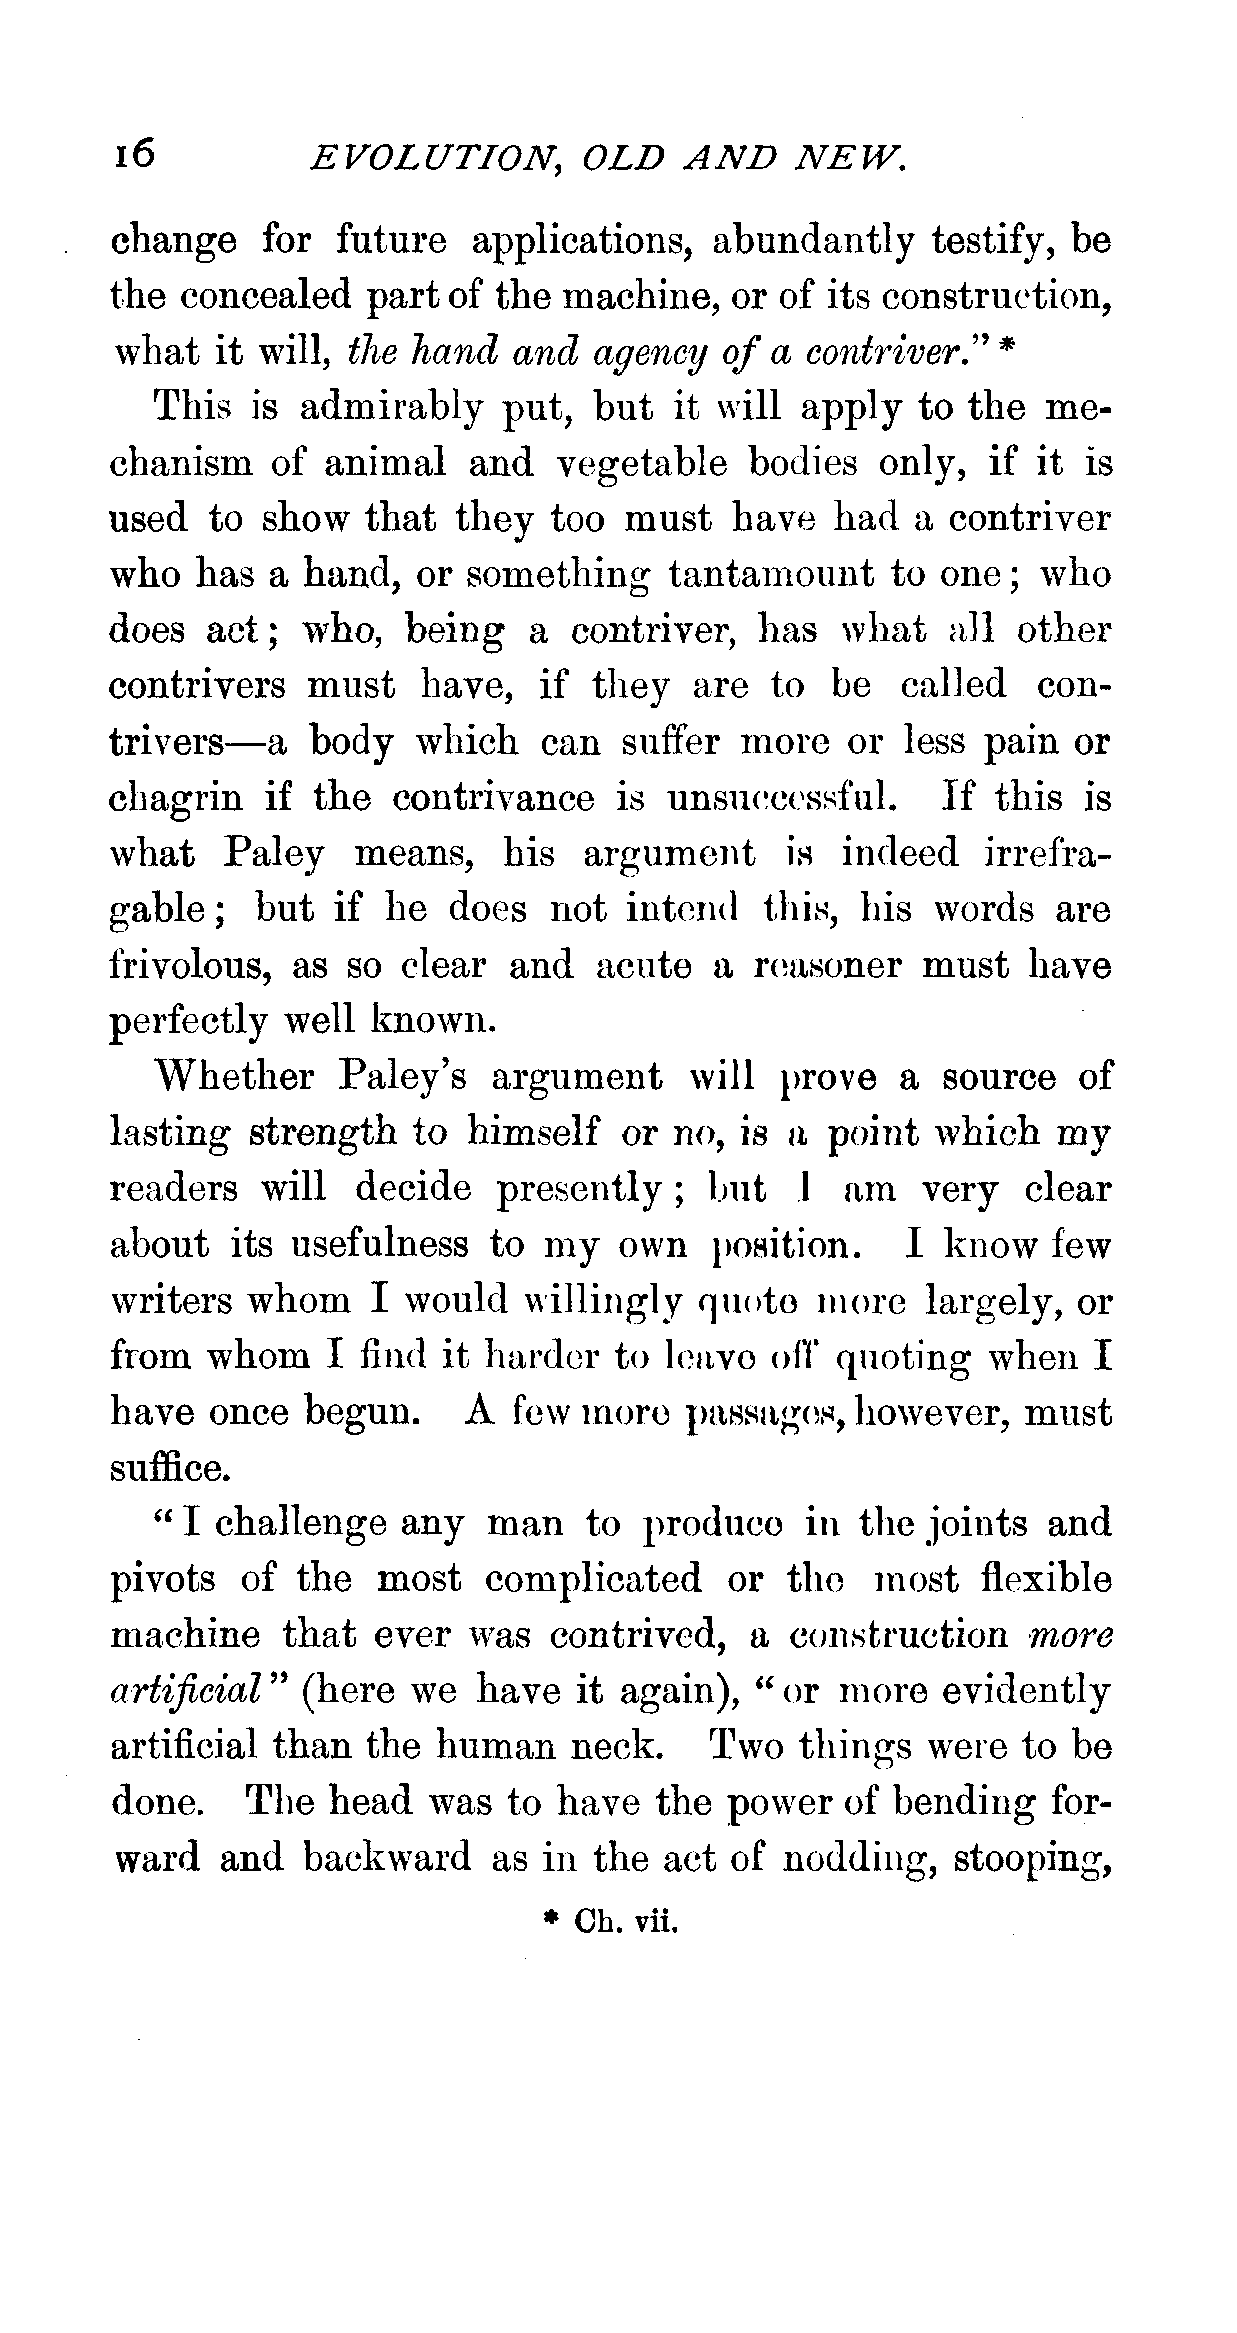 16 EVOLUTION, OLD AND NEW.
change for future applications, abundantly testify, be
the concealed part of the machine, or of its construction,
what it will, the hand and agency of a contriver." *
This is admirably put, but it will apply to the me-
chanism of animal and vegetable bodies only, if it is
used to show that they too must have had a contriver
who has a hand, or something tantamount to one; who
does act; who, being a contriver, has what all other
contrivers must have, if they are to be called con-
trivers—a body which can suffer more or less pain or
chagrin if the contrivance is unsuccessful. If this is
what Paley means, his argument is indeed irrefra-
gable; but if he does not intend this, his words are
frivolous, as so clear and acute a reasoner must have
perfectly well known.
Whether Paley's argument will prove a source of
lasting strength to himself or no, is a point which my
readers will decide presently; but I am very clear
about its usefulness to my own position. I know few
writers whom I would willingly quote more largely, or
from whom I find it harder to leave off quoting when I
have once begun. A few more passages, however, must
suffice.
"I challenge any man to produce in the joints and
pivots of the most complicated or the most flexible
machine that ever was contrived, a construction more
artificial" (here we have it again), "or more evidently
artificial than the human neck. Two things were to be
done. The head was to have the power of bending for-
ward and backward as in the act of nodding, stooping,
* Ch. vii.